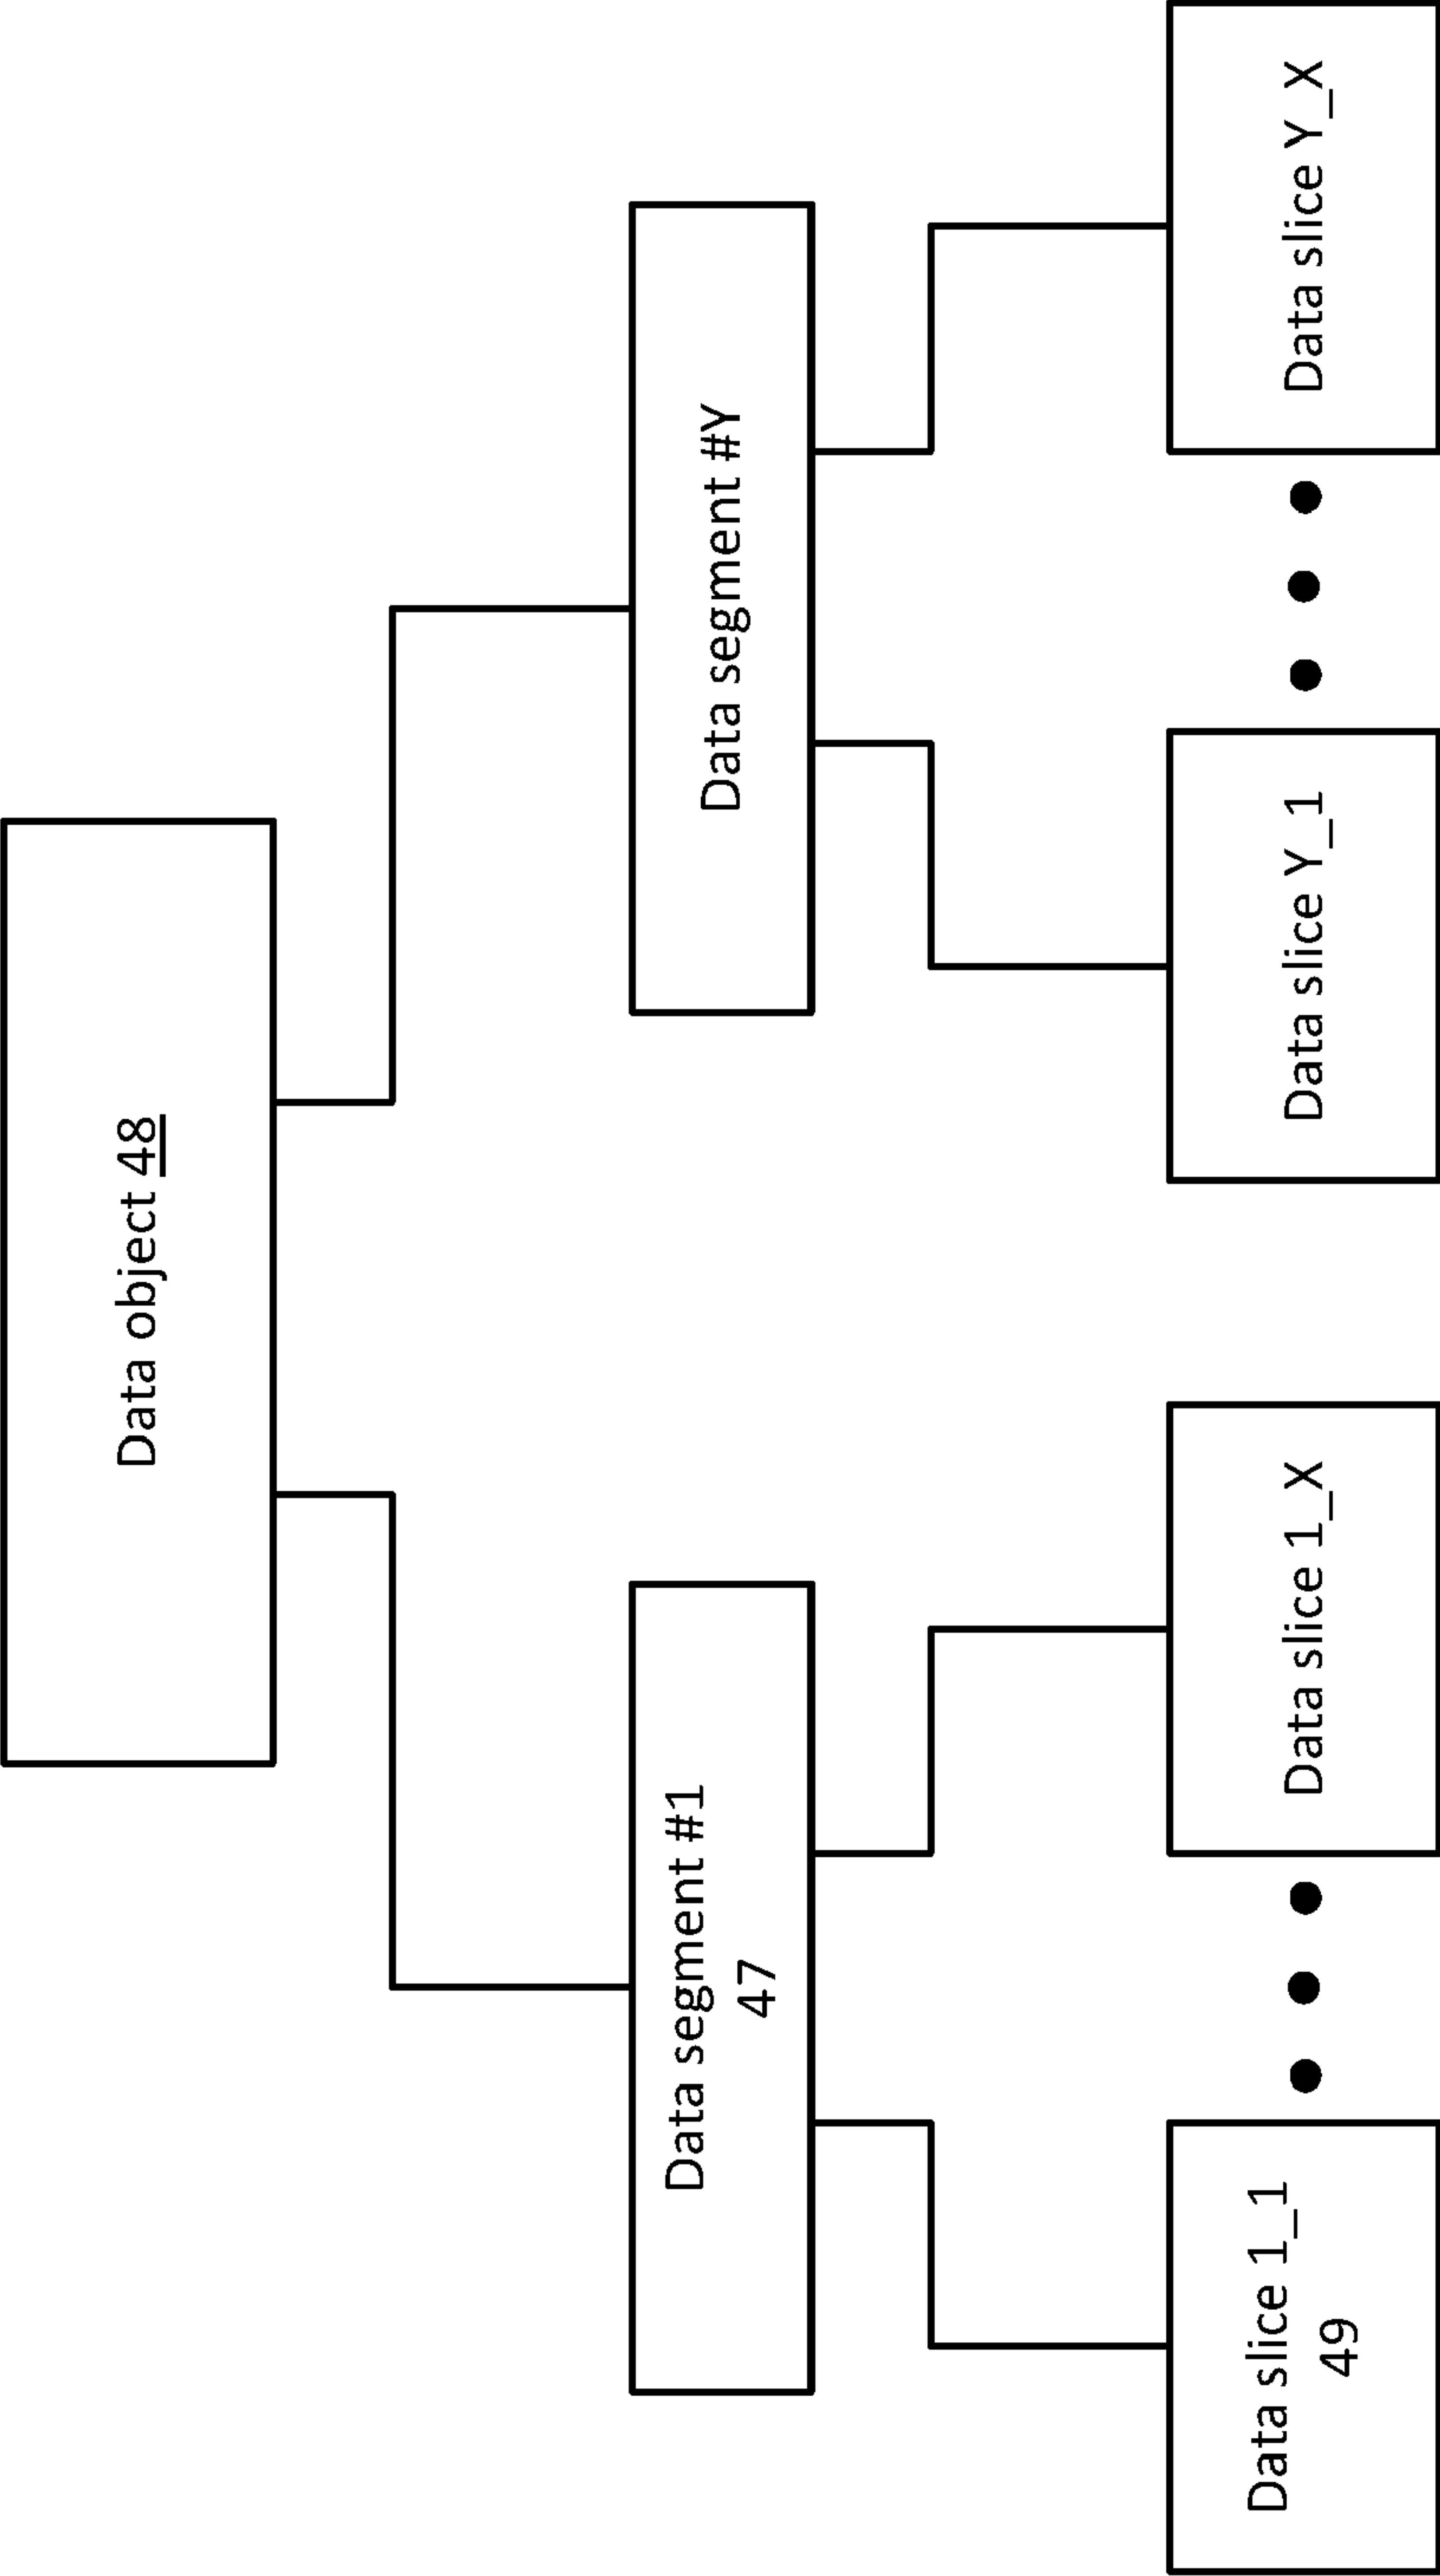 Data object 48
Data segment #1
47
Data segment #Y
Data slice 1_1
49
Data slice 1_X
Data slice Y_1
Data slice Y_X